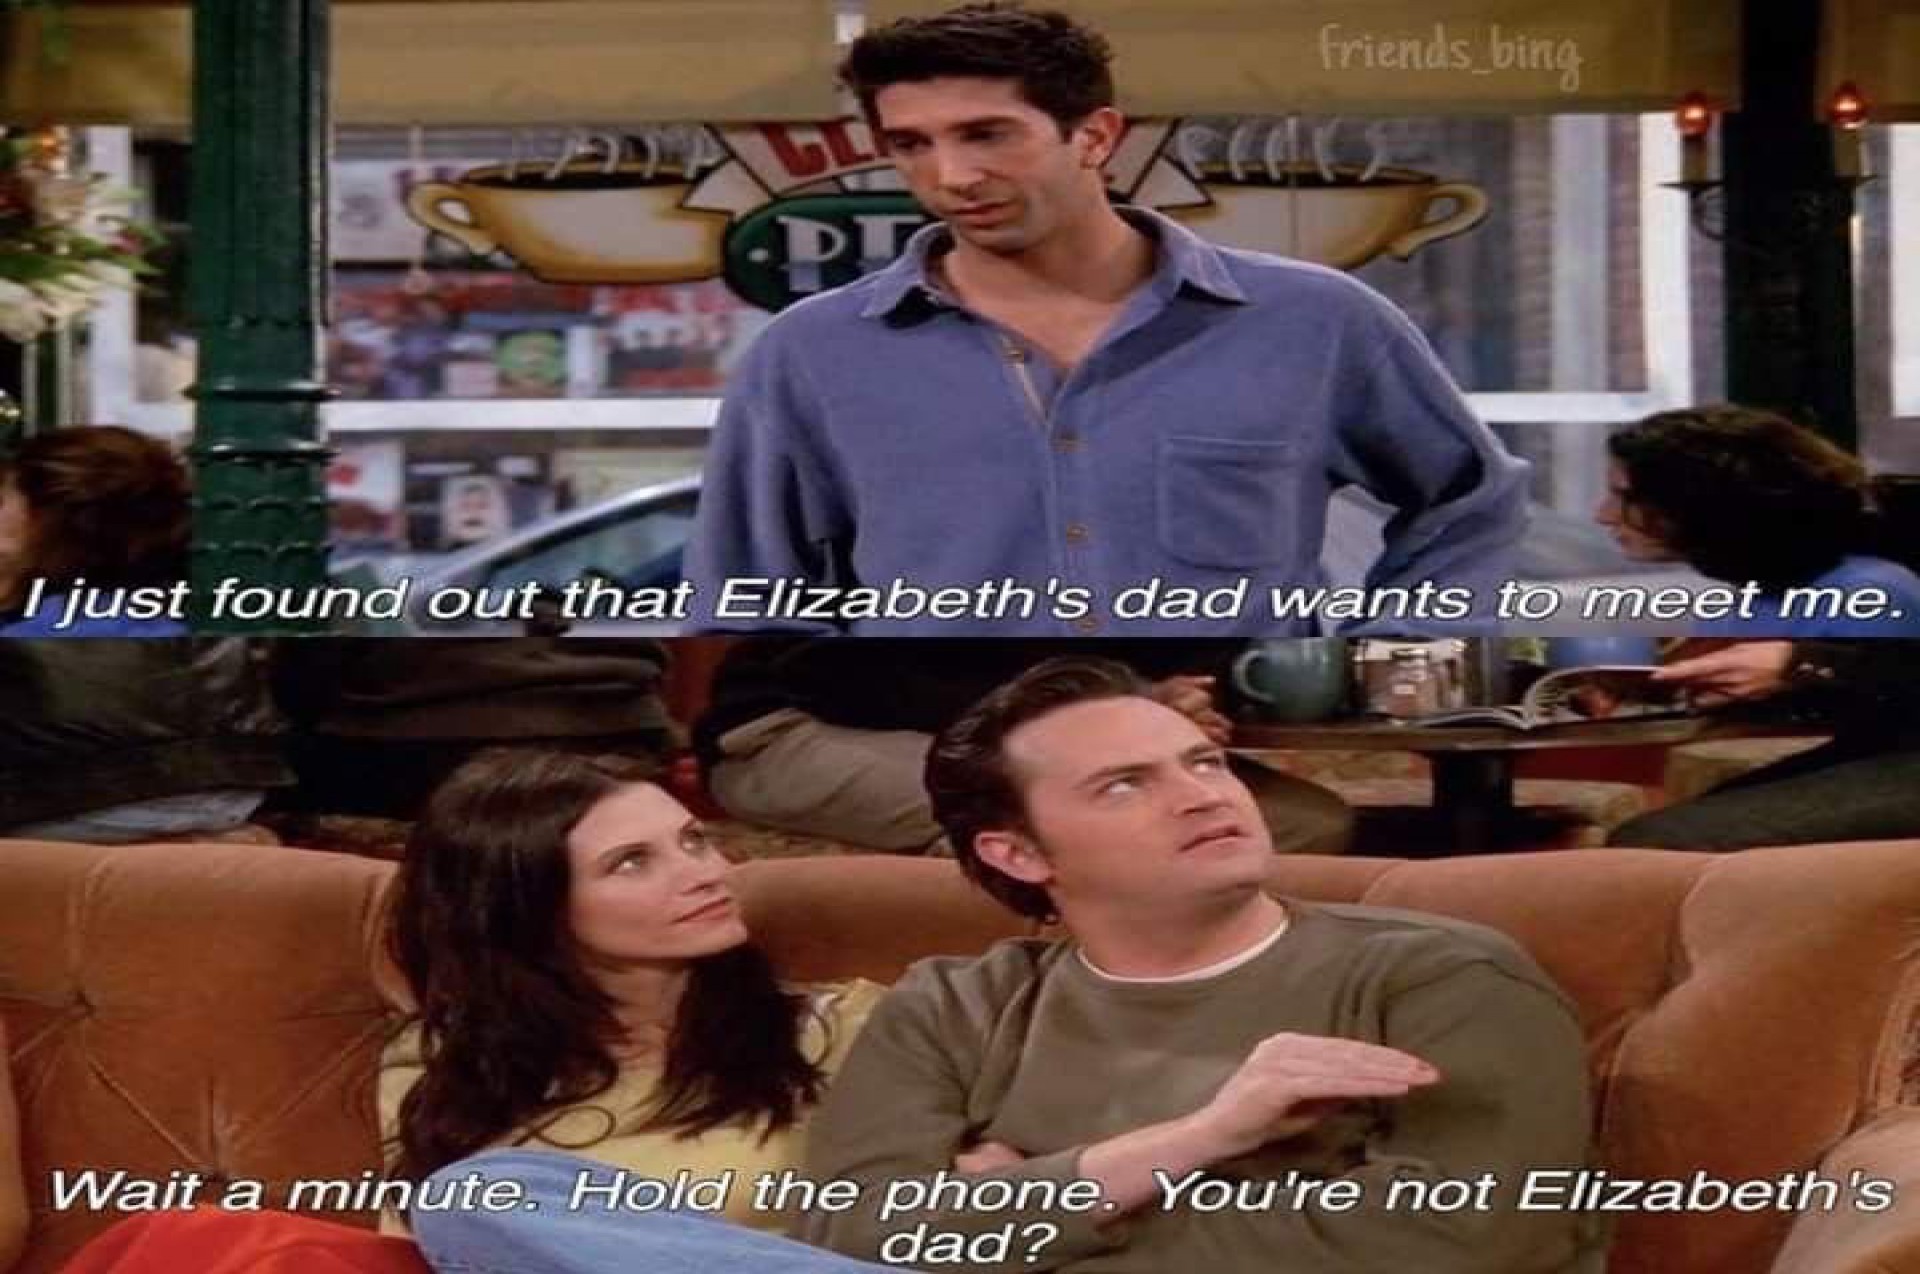 friends_bing
I just found out that Elizabeth's dad wants to meet me.
Wait a minute. Hold the phone. You're not Elizabeth's
dad?